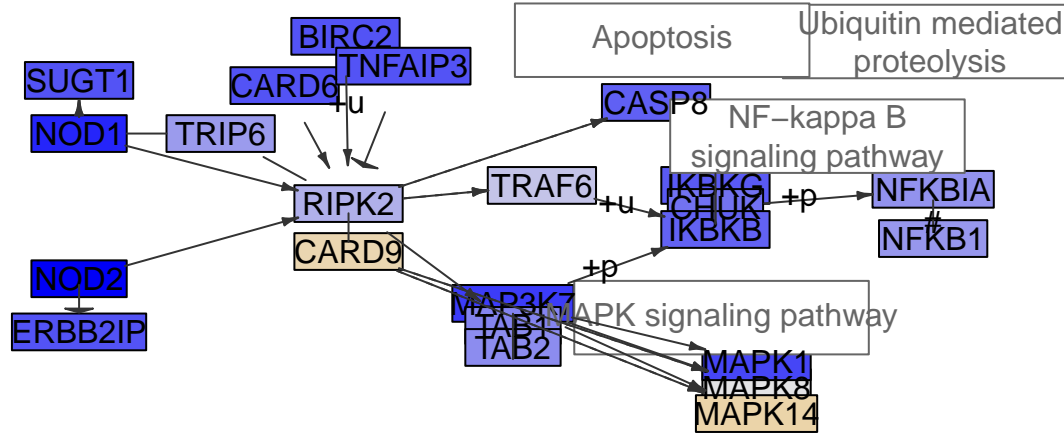 BIRC2
Apoptosis
Ubiquitin mediated
proteolysis
TNFAIP3
SUGT1
CARD6
+u
CASP8
NOD1
TRIP6
NF−kappa B
signaling pathway
IKBKG
TRAF6
NFKBIA
RIPK2
+u
CHUK
+p
IKBKB
#
NFKB1
CARD9
+p
NOD2
MAP3K7
MAPK signaling pathway
TAB1
ERBB2IP
TAB2
MAPK1
MAPK8
MAPK14